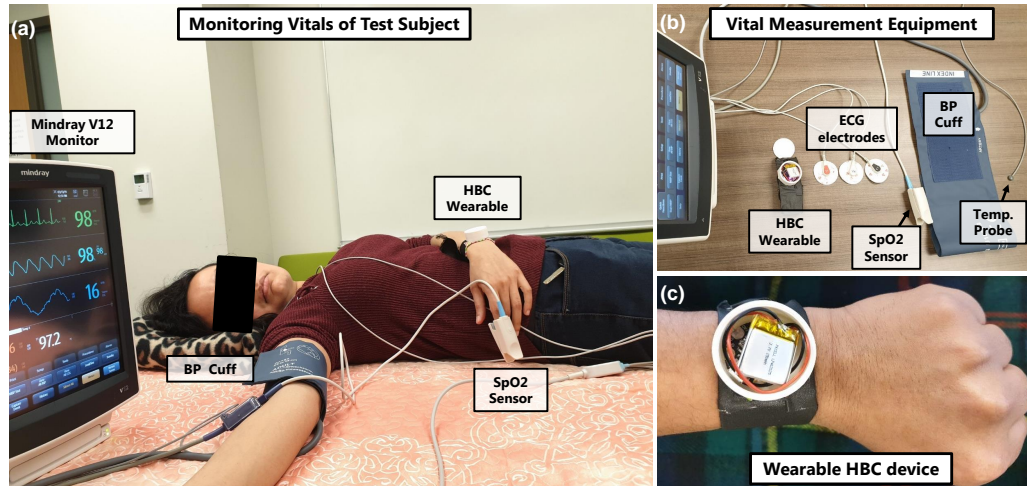 (a)
Monitoring Vitals of Test Subject
Mindray V12
Monitor
mindray
98
98
16
97.2
V12
HBC
Wearable
BP Cuff
SpO2
Sensor
(b)
Vital Measurement Equipment
INDEX LINE
BP
Cuff
ECG
electrodes
HBC
Wearable
SpO2
Sensor
Temp.
Probe
(c)
Wearable HBC device